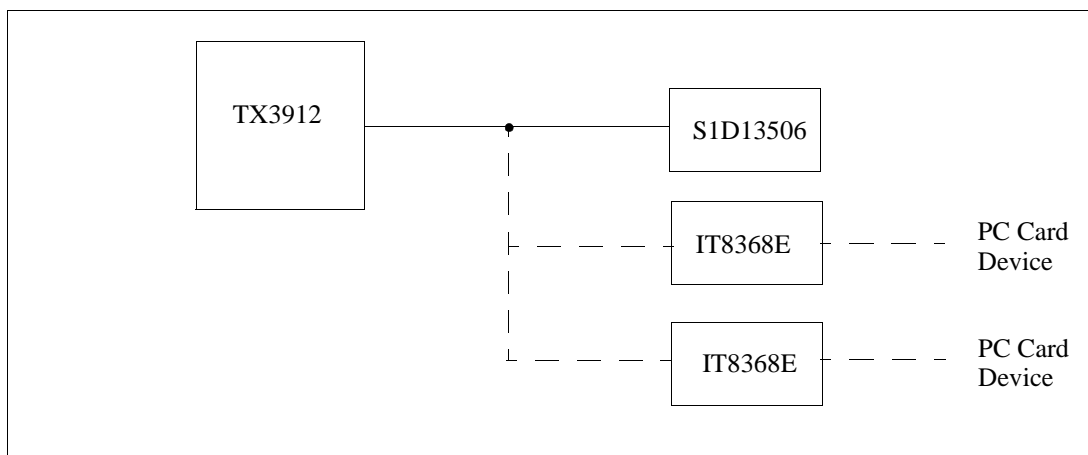 TX3912
S1D13506
IT8368E
PC Card
Device
IT8368E
PC Card
Device